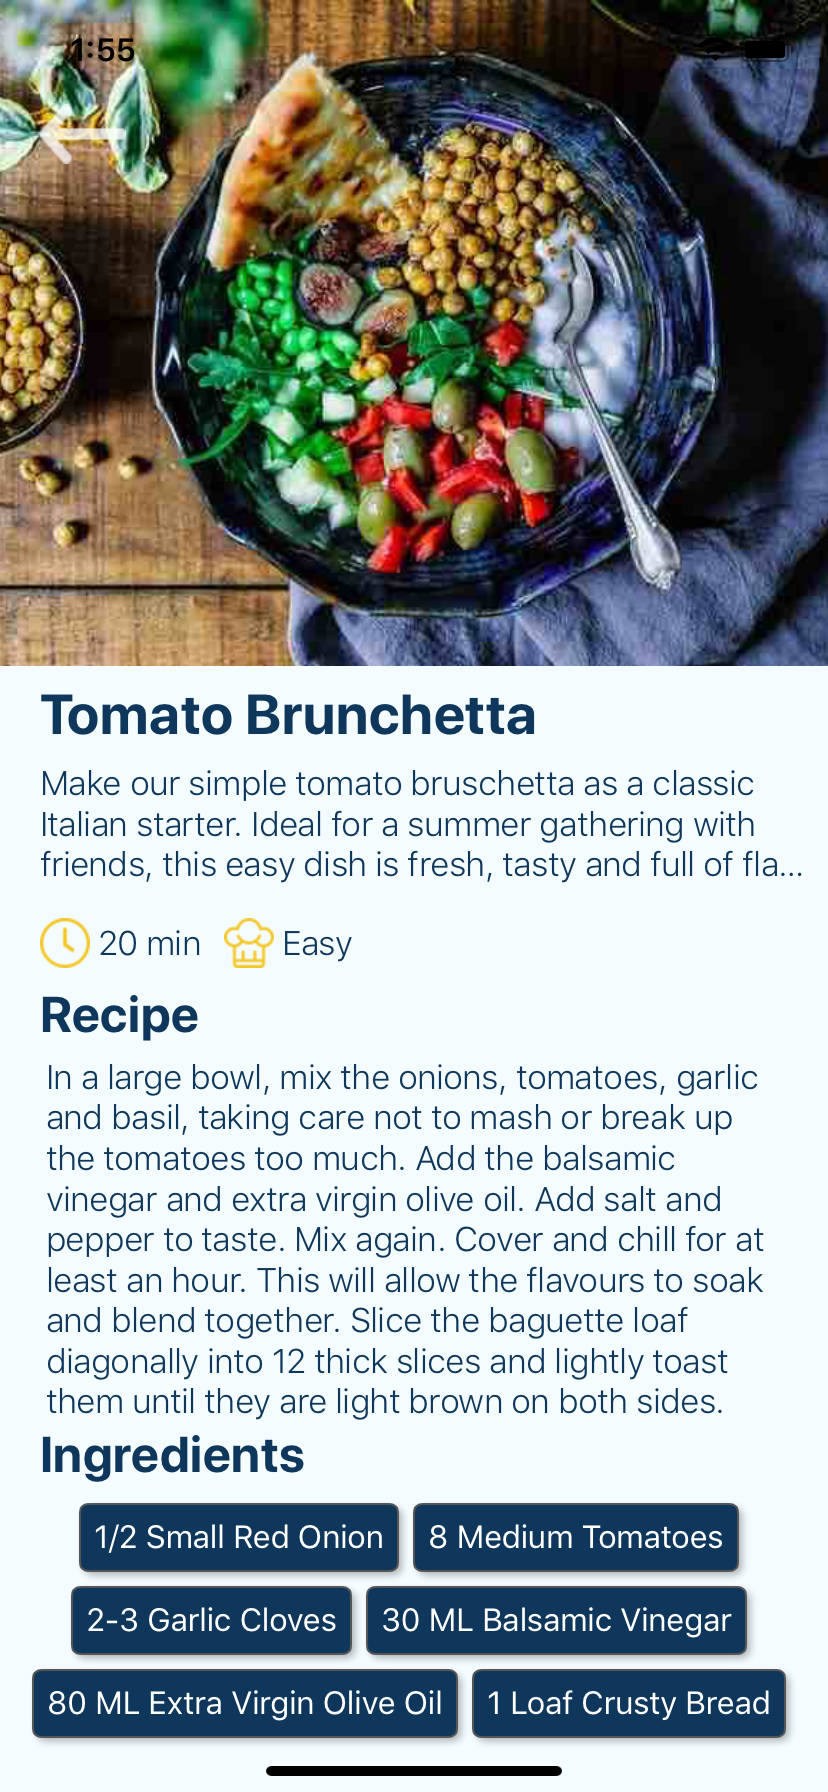 1:55
Tomato Brunchetta
Make our simple tomato bruschetta as a classic
Italian starter. Ideal for a summer gathering with
friends, this easy dish is fresh, tasty and full of fla...
20 min Easy
Recipe
In a large bowl, mix the onions, tomatoes, garlic
and basil, taking care not to mash or break up
the tomatoes too much. Add the balsamic
vinegar and extra virgin olive oil. Add salt and
pepper to taste. Mix again. Cover and chill for at
least an hour. This will allow the flavours to soak
and blend together. Slice the baguette loaf
diagonally into 12 thick slices and lightly toast
them until they are light brown on both sides.
Ingredients
1/2 Small Red Onion 8 Medium Tomatoes
2-3 Garlic Cloves 30 ML Balsamic Vinegar
80 ML Extra Virgin Olive Oil 1 Loaf Crusty Bread